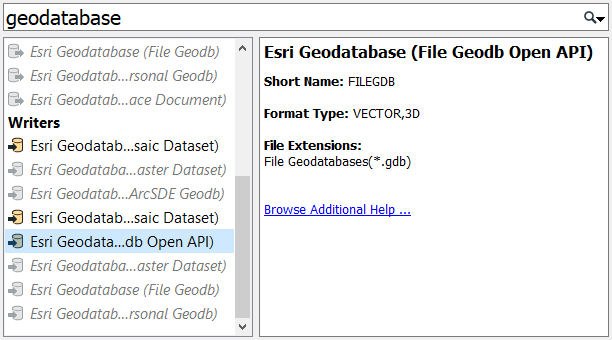 geodatabase
Esri Geodatabase (File Geodb)
Esri Geodatab...rsonal Geodb)
Esri Geodatab...ace Document)
Writers
Esri Geodatab...saic Dataset)
Esri Geodatab...aster Dataset)
Esri Geodatab...ArcSDE Geodb)
Esri Geodatab...saic Dataset)
Esri Geodata...db Open API)
Esri Geodatab...aster Dataset)
Esri Geodatabase (File Geodb)
Esri Geodatab...rsonal Geodb)
Esri Geodatabase (File Geodb Open API)
Short Name: FILEGDB
Format Type: VECTOR,3D
File Extensions:
File Geodatabases(*.gdb)
Browse Additional Help ...